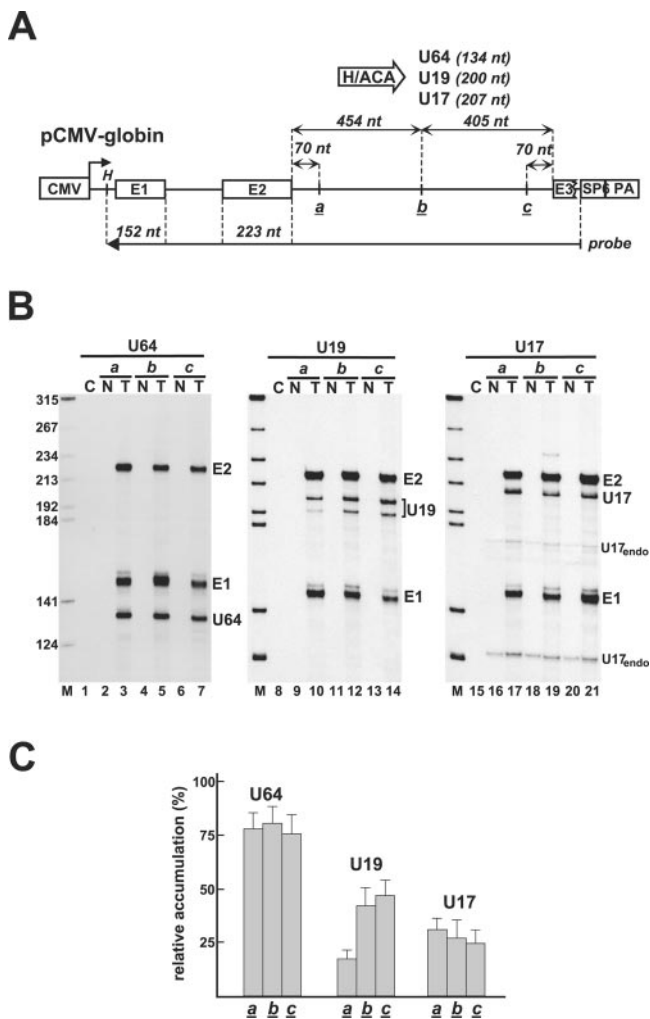 A
U64 (134 nt)
H/ACA U19 (200 nt)
U17 (207 nt)
pCMV-globin
454 nt 405 nt
70 nt 70 nt
H
CMV E1 E2 E3 SP6 PA
a b c
152 nt 223 nt probe
B
U64 U19 U17
a b c a b c a b c
C N T N T N T C N T N T N T C N T N T N T
315
267
234
213
192
184
141
124
E2
E1
U64
E2
U19
E1
E2
U17
U17endo
E1
U17endo
M 1 2 3 4 5 6 7 M 8 9 10 11 12 13 14 M 15 16 17 18 19 20 21
C
relative accumulation (%)
100
75
50
25
U64
U19
U17
a b c a b c a b c